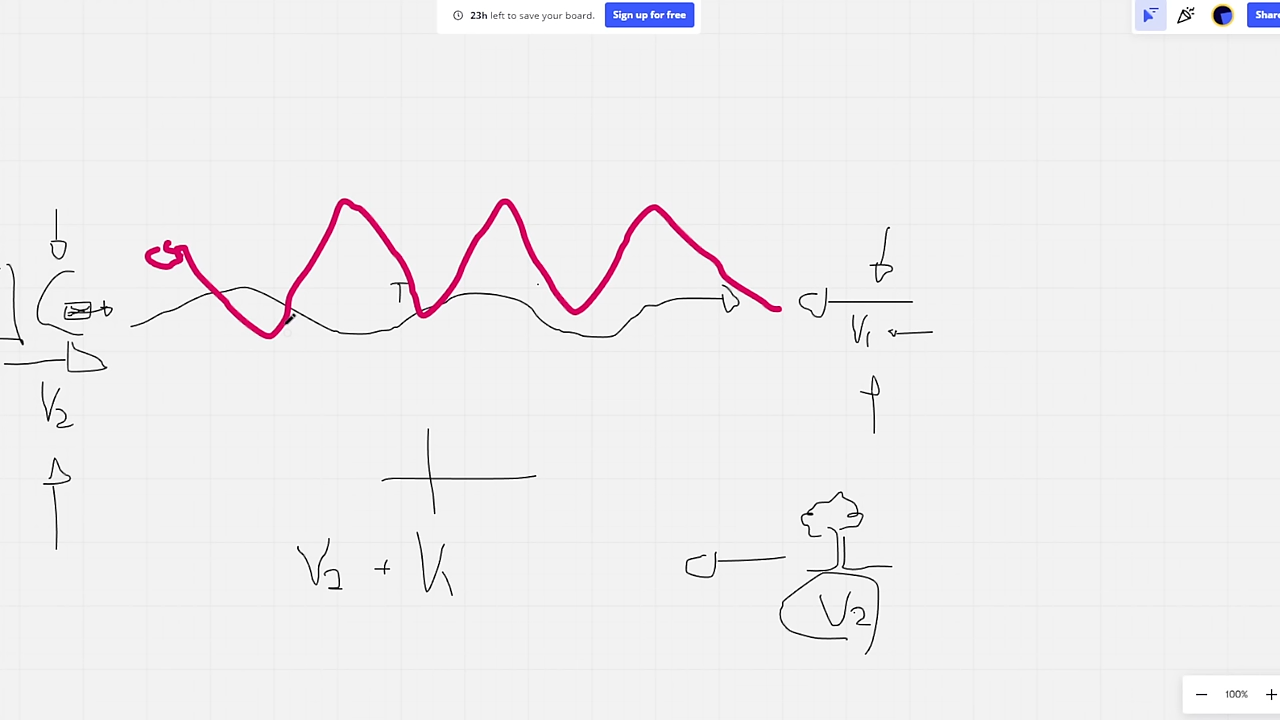 23h left to save your board. Sign up for free
Share
T
V₁
V₂
V₂ + V₁
V₂
100%